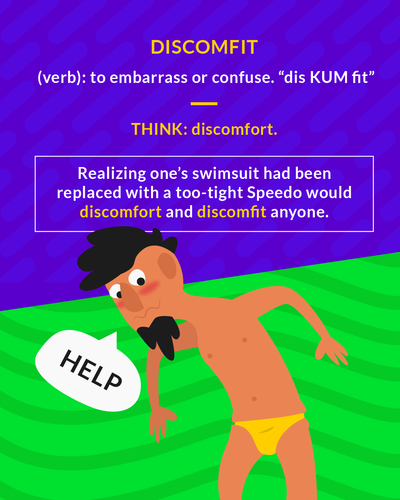 DISCOMFIT
(verb): to embarrass or confuse. “dis KUM fit”
THINK: discomfort.
Realizing one’s swimsuit had been
replaced with a too-tight Speedo would
discomfort and discomfit anyone.
HELP